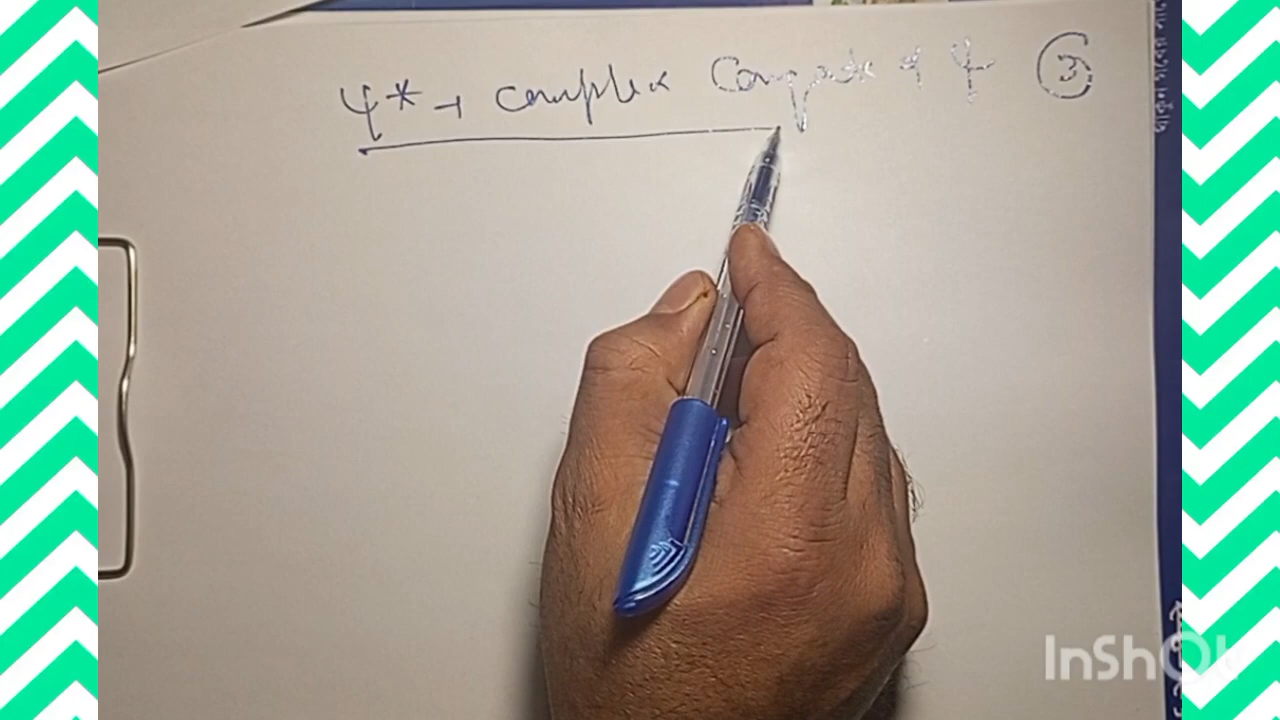 ψ* → complex Conjugate of ψ ③
InShOt